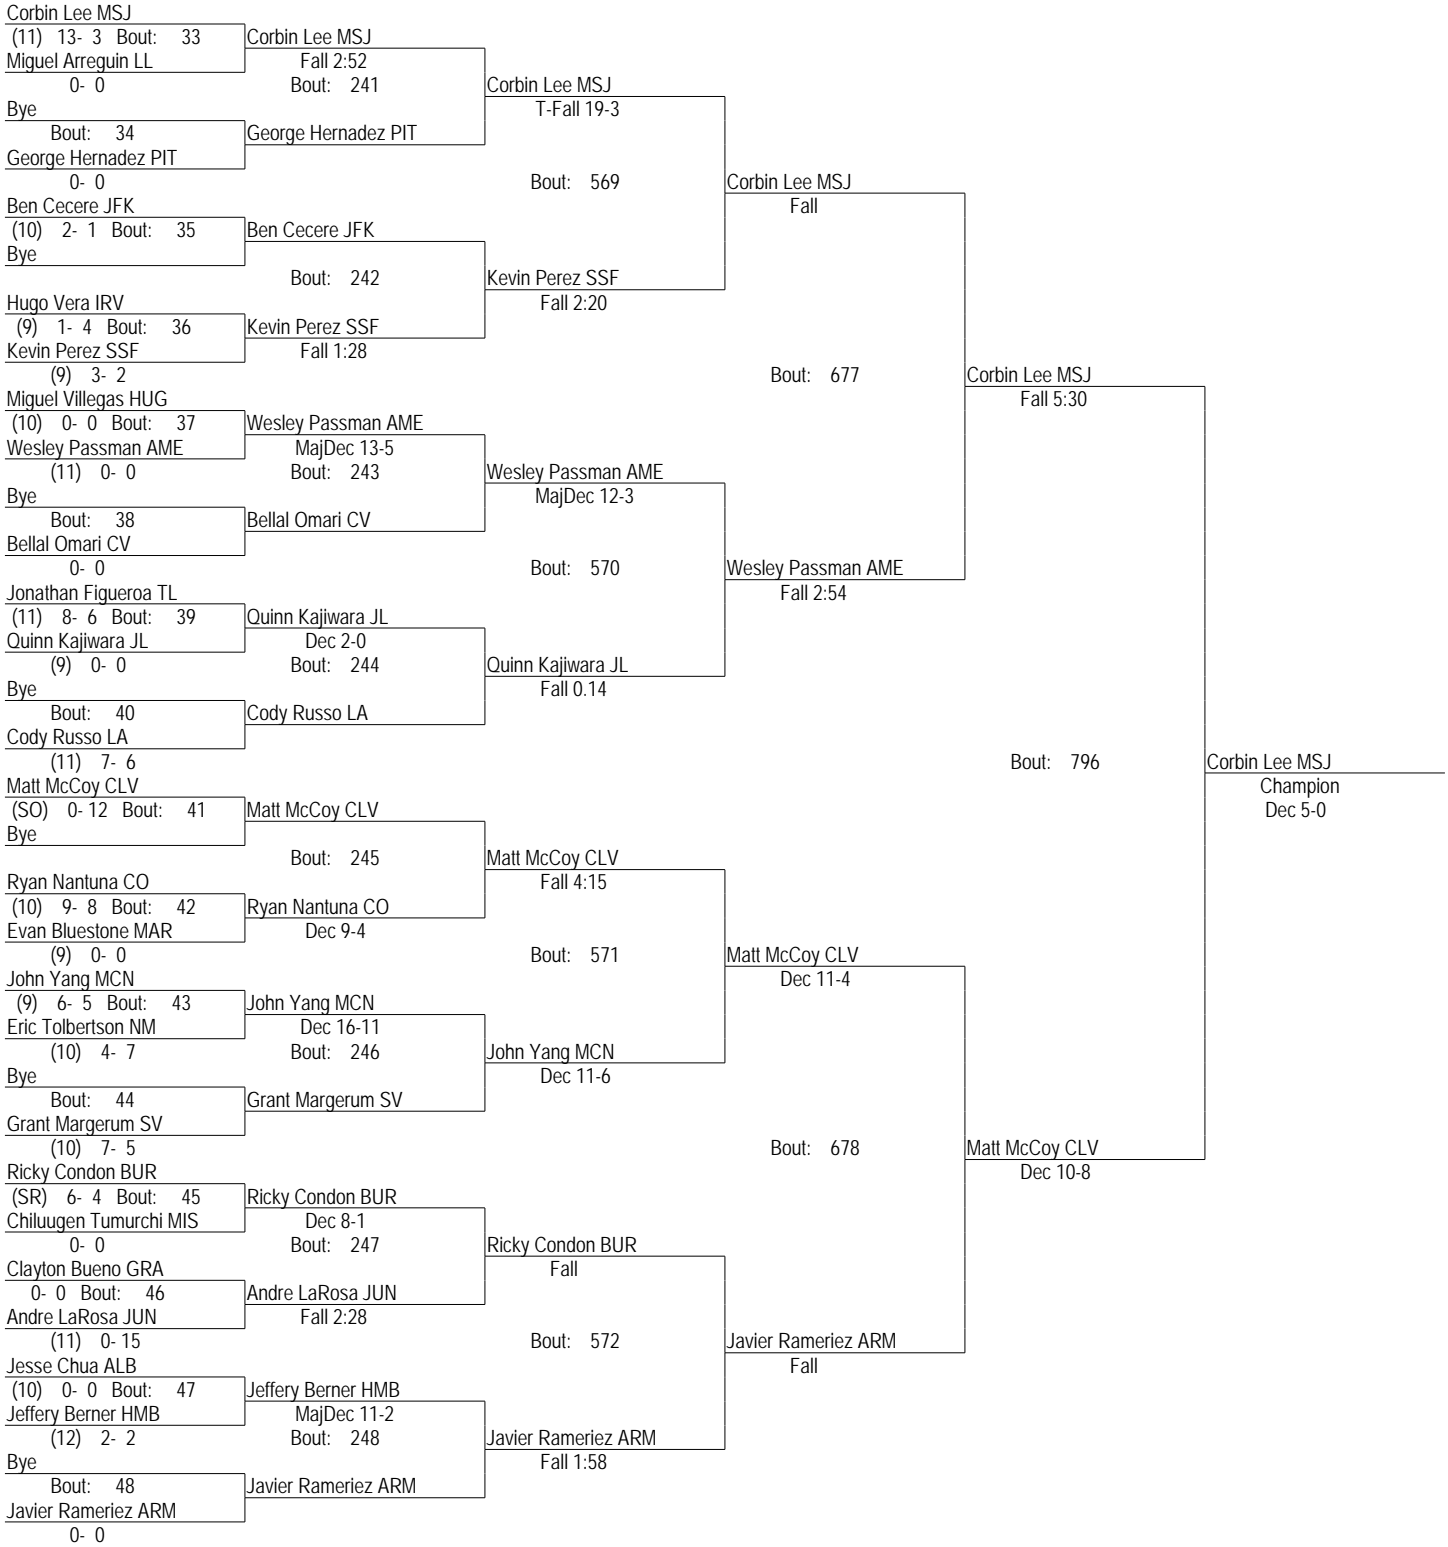 Corbin Lee MSJ
(11) 13- 3 Bout: 33
Miguel Arreguin LL
0- 0
Bye
Bout: 34
George Hernadez PIT
0- 0
Ben Cecere JFK
(10) 2- 1 Bout: 35
Bye
Hugo Vera IRV
(9) 1- 4 Bout: 36
Kevin Perez SSF
(9) 3- 2
Miguel Villegas HUG
(10) 0- 0 Bout: 37
Wesley Passman AME
(11) 0- 0
Bye
Bout: 38
Bellal Omari CV
0- 0
Jonathan Figueroa TL
(11) 8- 6 Bout: 39
Quinn Kajiwara JL
(9) 0- 0
Bye
Bout: 40
Cody Russo LA
(11) 7- 6
Matt McCoy CLV
(SO) 0- 12 Bout: 41
Bye
Ryan Nantuna CO
(10) 9- 8 Bout: 42
Evan Bluestone MAR
(9) 0- 0
John Yang MCN
(9) 6- 5 Bout: 43
Eric Tolbertson NM
(10) 4- 7
Bye
Bout: 44
Grant Margerum SV
(10) 7- 5
Ricky Condon BUR
(SR) 6- 4 Bout: 45
Chiluugen Tumurchi MIS
0- 0
Clayton Bueno GRA
0- 0 Bout: 46
Andre LaRosa JUN
(11) 0- 15
Jesse Chua ALB
(10) 0- 0 Bout: 47
Jeffery Berner HMB
(12) 2- 2
Bye
Bout: 48
Javier Rameriez ARM
0- 0
Corbin Lee MSJ
Fall 2:52
Bout: 241
George Hernadez PIT
Ben Cecere JFK
Bout: 242
Kevin Perez SSF
Fall 1:28
Wesley Passman AME
MajDec 13-5
Bout: 243
Bellal Omari CV
Quinn Kajiwara JL
Dec 2-0
Bout: 244
Cody Russo LA
Matt McCoy CLV
Bout: 245
Ryan Nantuna CO
Dec 9-4
John Yang MCN
Dec 16-11
Bout: 246
Grant Margerum SV
Ricky Condon BUR
Dec 8-1
Bout: 247
Andre LaRosa JUN
Fall 2:28
Jeffery Berner HMB
MajDec 11-2
Bout: 248
Javier Rameriez ARM
Corbin Lee MSJ
T-Fall 19-3
Bout: 569
Kevin Perez SSF
Fall 2:20
Wesley Passman AME
MajDec 12-3
Bout: 570
Quinn Kajiwara JL
Fall 0.14
Matt McCoy CLV
Fall 4:15
Bout: 571
John Yang MCN
Dec 11-6
Ricky Condon BUR
Fall
Bout: 572
Javier Rameriez ARM
Fall 1:58
Corbin Lee MSJ
Fall
Bout: 677
Wesley Passman AME
Fall 2:54
Matt McCoy CLV
Dec 11-4
Bout: 678
Javier Rameriez ARM
Fall
Corbin Lee MSJ
Fall 5:30
Bout: 796
Matt McCoy CLV
Dec 10-8
Corbin Lee MSJ
Champion
Dec 5-0